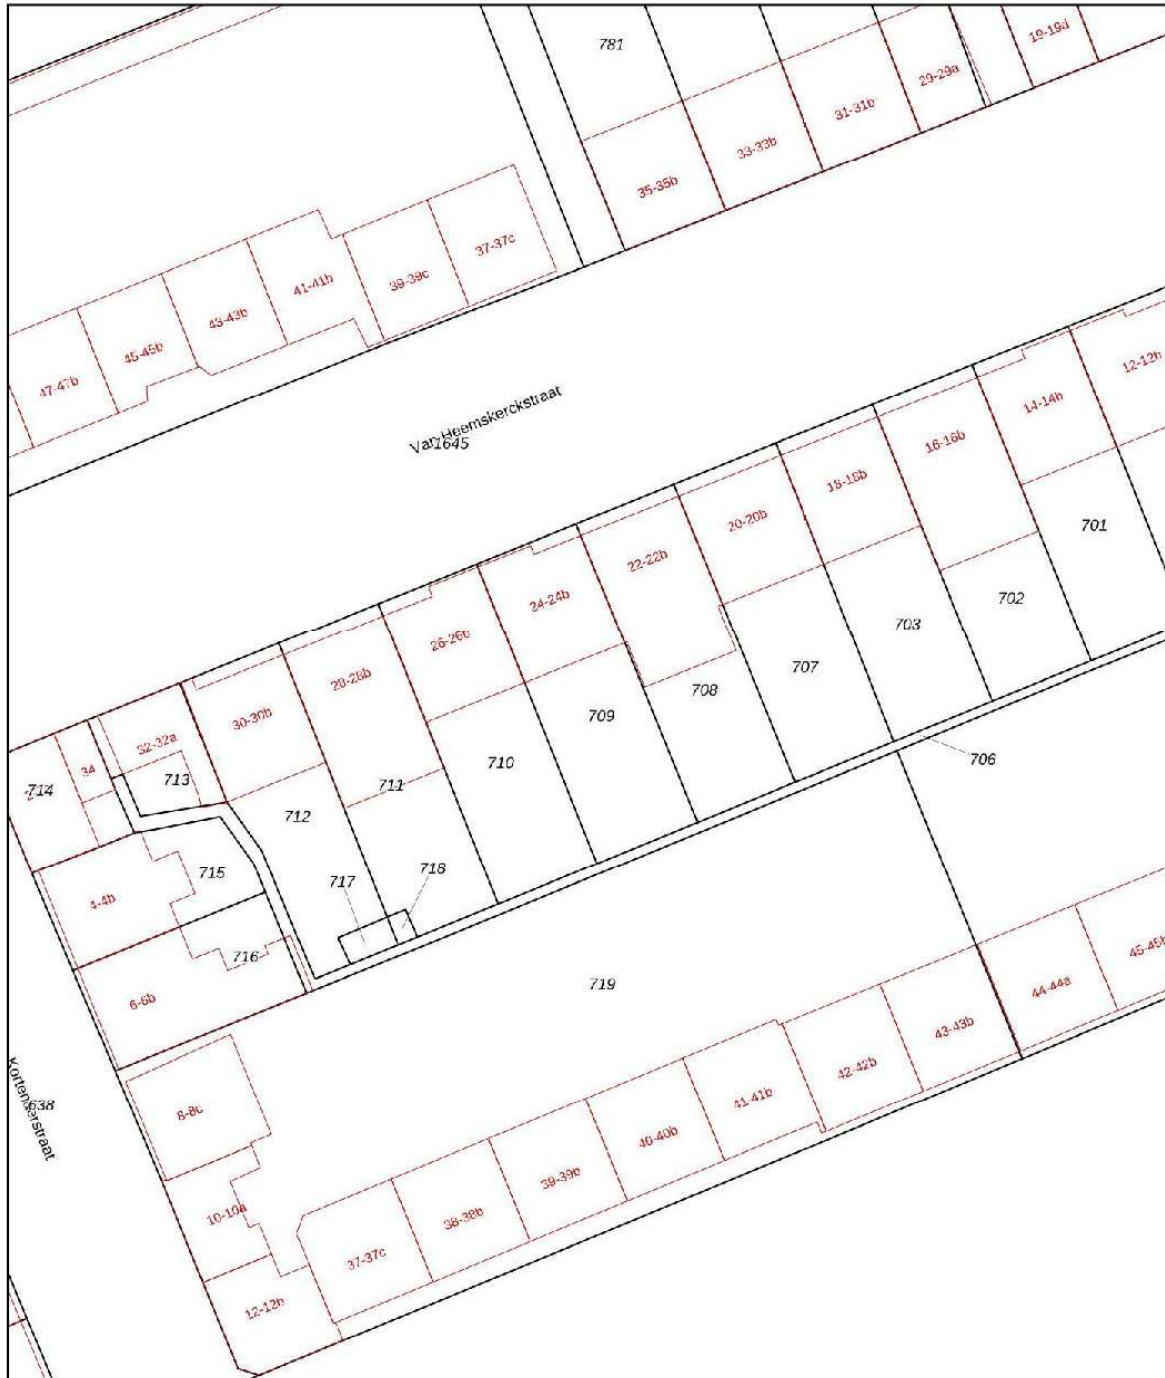 781
19-19d
29-29a
31-31b
33-33b
35-35b
37-37c
39-39c
41-41b
43-43b
45-45b
47-47b
Van Heemskerckstraat
1645
12-12b
14-14b
16-16b
18-18b
20-20b
22-22b
24-24b
26-26b
28-28b
30-30b
32-32a
34
701
702
703
707
708
709
710
711
712
713
714
706
715
716
717
718
4-4b
6-6b
719
45-45b
44-44a
43-43b
42-42b
41-41b
40-40b
39-39b
38-38b
37-37c
8-8c
10-10a
12-12b
Kortenaerstraat